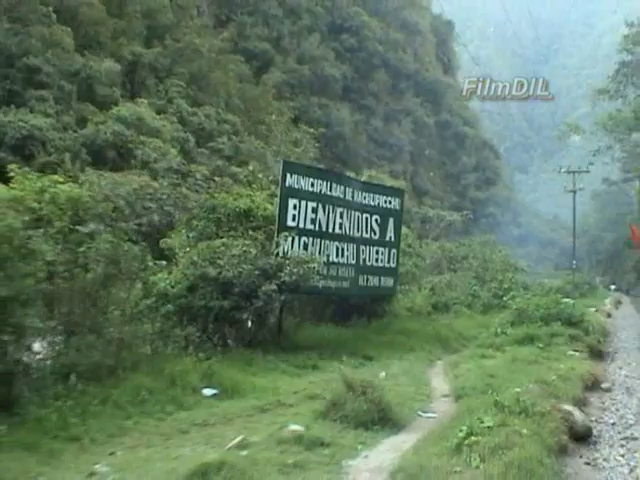 FilmDIL
MUNICIPALIDAD DE MACHUPICCHU
BIENVENIDOS A
MACHUPICCHU PUEBLO